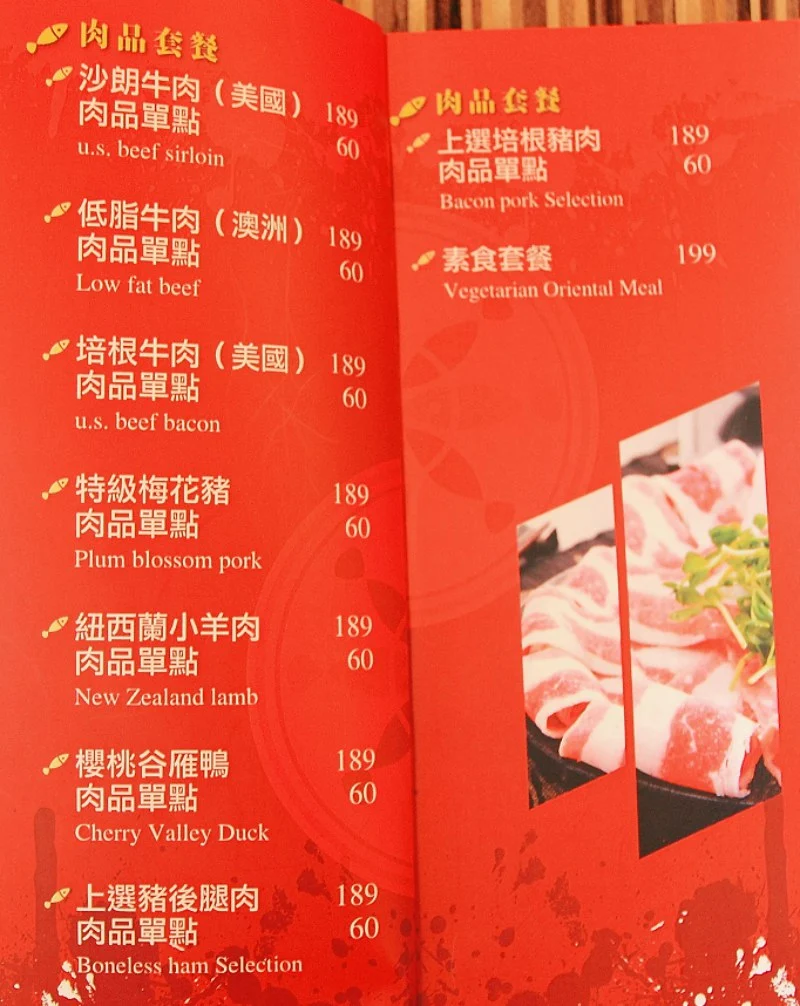 肉品套餐
沙朗牛肉（美國） 189
肉品單點 60
u.s. beef sirloin
低脂牛肉（澳洲） 189
肉品單點 60
Low fat beef
培根牛肉（美國） 189
肉品單點 60
u.s. beef bacon
特級梅花豬 189
肉品單點 60
Plum blossom pork
紐西蘭小羊肉 189
肉品單點 60
New Zealand lamb
櫻桃谷雁鴨 189
肉品單點 60
Cherry Valley Duck
上選豬後腿肉 189
肉品單點 60
Boneless ham Selection
肉品套餐
上選培根豬肉 189
肉品單點 60
Bacon pork Selection
素食套餐 199
Vegetarian Oriental Meal